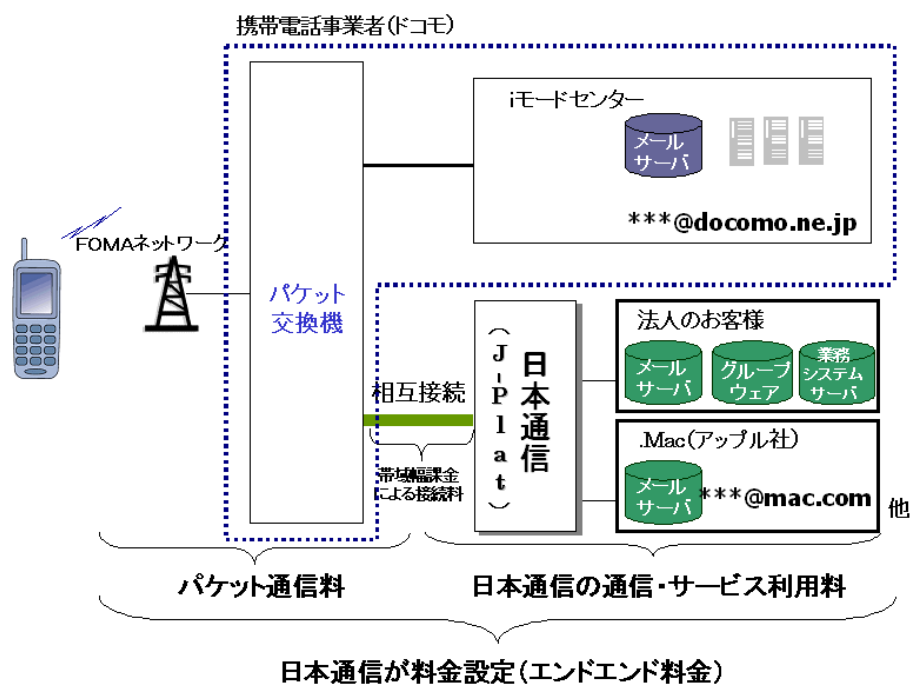 携帯電話事業者(ドコモ)
iモードセンター
メール
サーバ
***@docomo.ne.jp
FOMAネットワーク
パケット
交換機
相互接続
帯域幅課金
による接続料
日本通信
(J-Plat)
法人のお客様
メール
サーバ
グループ
ウェア
業務
システム
サーバ
.Mac(アップル社)
メール
サーバ
***@mac.com
他
パケット通信料
日本通信の通信・サービス利用料
日本通信が料金設定(エンドエンド料金)